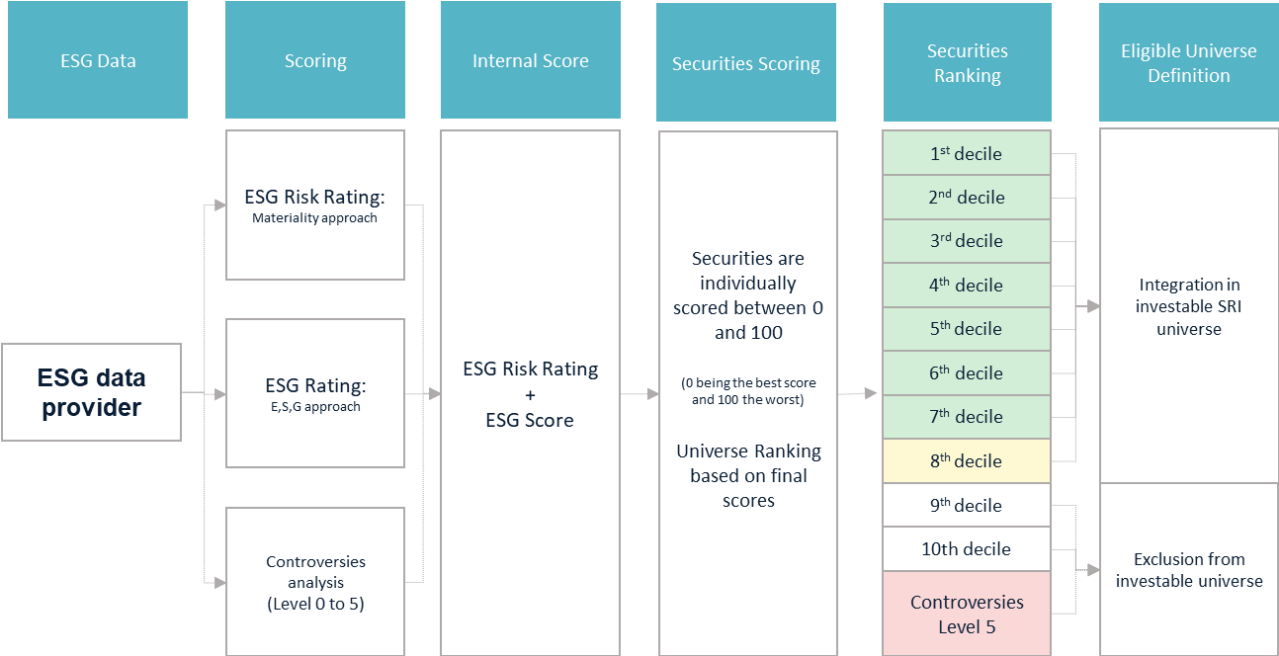 ESG Data
Scoring
Internal Score
Securities Scoring
Securities
Ranking
Eligible Universe
Definition
ESG data
provider
ESG Risk Rating:
Materiality approach
ESG Rating:
E,S,G approach
Controversies
analysis
(Level 0 to 5)
ESG Risk Rating
+
ESG Score
Securities are
individually
scored between 0
and 100
(0 being the best score
and 100 the worst)
Universe Ranking
based on final
scores
1st decile
2nd decile
3rd decile
4th decile
5th decile
6th decile
7th decile
8th decile
9th decile
10th decile
Controversies
Level 5
Integration in
investable SRI
universe
Exclusion from
investable universe